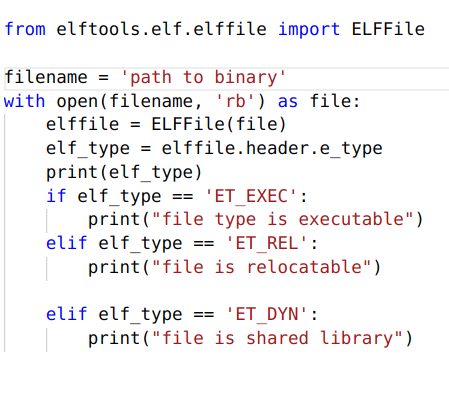 from elftools.elf.elffile import ELFFile
filename = 'path to binary'
with open(filename, 'rb') as file:
    elffile = ELFFile(file)
    elf_type = elffile.header.e_type
    print(elf_type)
    if elf_type == 'ET_EXEC':
        print("file type is executable")
    elif elf_type == 'ET_REL':
        print("file is relocatable")
    elif elf_type == 'ET_DYN':
        print("file is shared library")